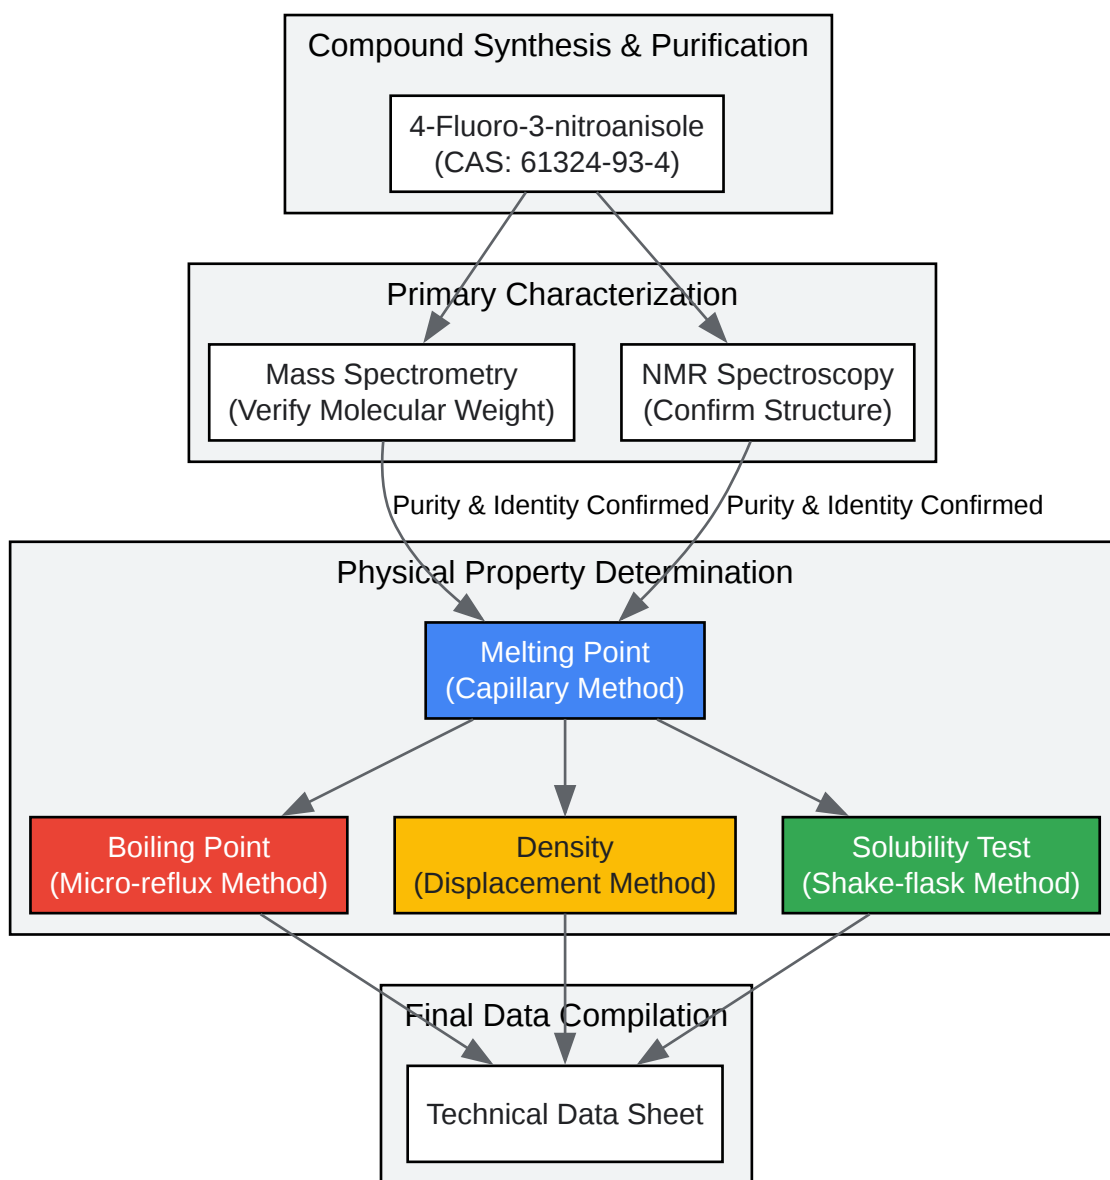 Compound Synthesis & Purification
4-Fluoro-3-nitroanisole
(CAS: 61324-93-4)
Primary Characterization
Mass Spectrometry
(Verify Molecular Weight)
NMR Spectroscopy
(Confirm Structure)
Purity & Identity Confirmed
Purity & Identity Confirmed
Physical Property Determination
Melting Point
(Capillary Method)
Boiling Point
(Micro-reflux Method)
Density
(Displacement Method)
Solubility Test
(Shake-flask Method)
Final Data Compilation
Technical Data Sheet